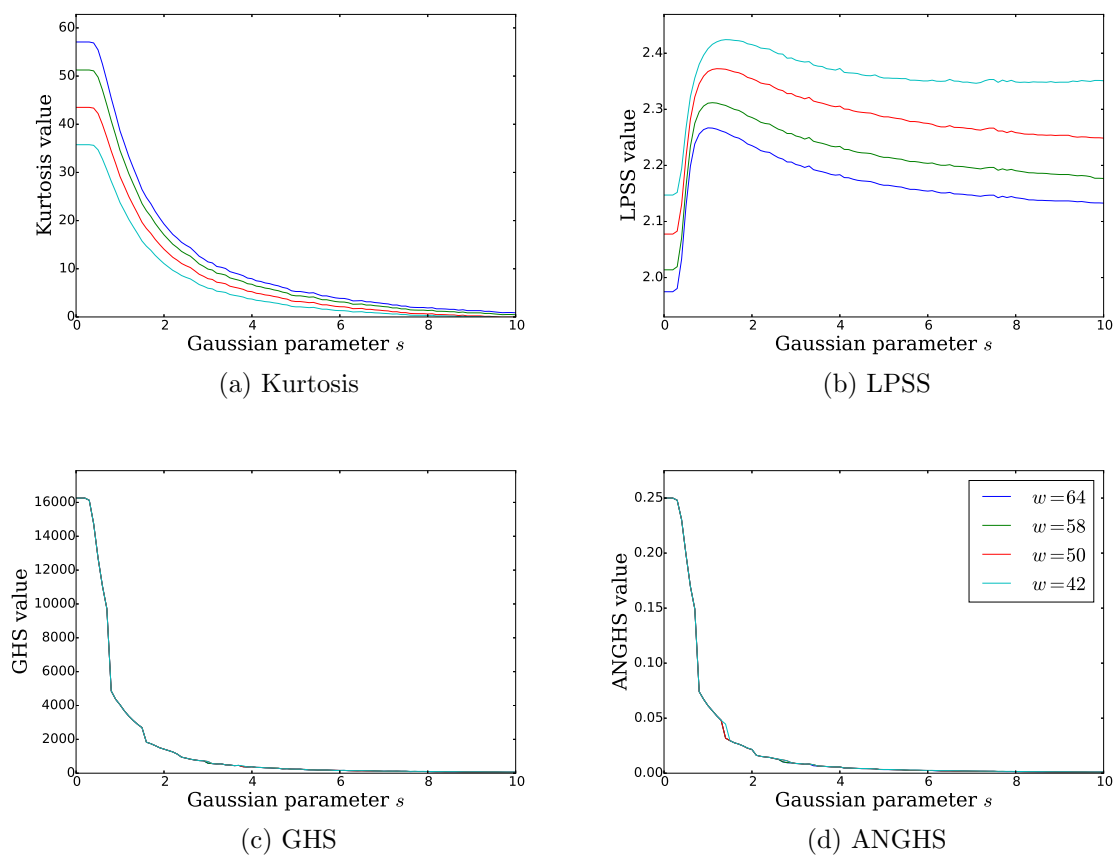 60
50
40
30
20
10
0
Kurtosis value
0 2 4 6 8 10
Gaussian parameter s
(a) Kurtosis
2.4
2.3
2.2
2.1
2.0
LPSS value
0 2 4 6 8 10
Gaussian parameter s
(b) LPSS
16000
14000
12000
10000
8000
6000
4000
2000
0
GHS value
0 2 4 6 8 10
Gaussian parameter s
(c) GHS
0.25
0.20
0.15
0.10
0.05
0.00
ANGHS value
w=64
w=58
w=50
w=42
0 2 4 6 8 10
Gaussian parameter s
(d) ANGHS